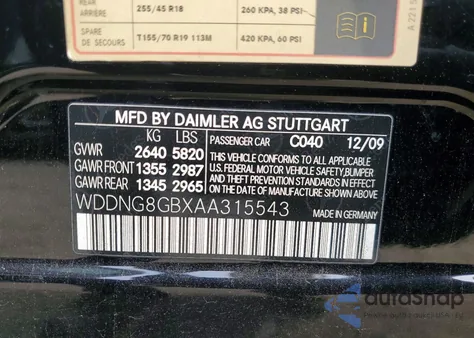 REAR
ARRIÈRE 255/45 R18 260 KPA, 38 PSI
SPARE
DE SECOURS T155/70 R19 113M 420 KPA, 60 PSI
A 221 5
MFD BY DAIMLER AG STUTTGART
KG LBS PASSENGER CAR C040 12/09
GVWR 2640 5820 THIS VEHICLE CONFORMS TO ALL APPLICABLE
GAWR FRONT 1355 2987 U.S. FEDERAL MOTOR VEHICLE SAFETY,BUMPER
GAWR REAR 1345 2965 AND THEFT PREVENTION STANDARDS IN EFFECT
ON THE DATE OF MANUFACTURE SHOWN ABOVE.
WDDNG8GBXAA315543
autosnap